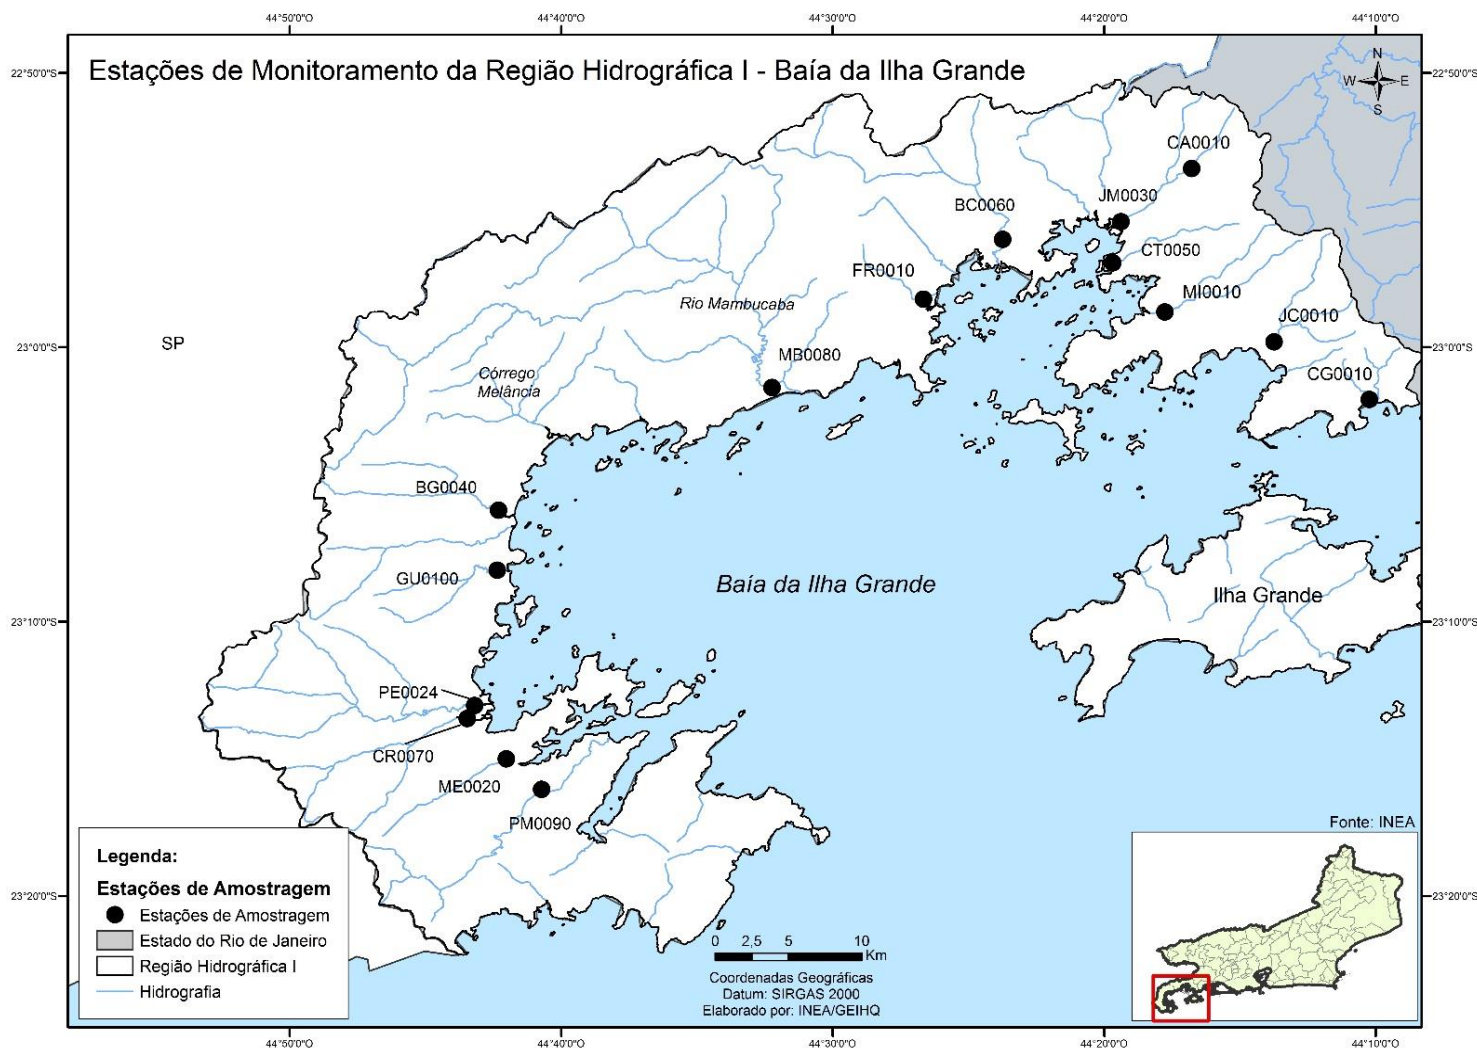 44°50'0"O
44°40'0"O
44°30'0"O
44°20'0"O
44°10'0"O
22°50'0"S
22°50'0"S
Estações de Monitoramento da Região Hidrográfica I - Baía da Ilha Grande
N
W
E
S
CA0010
JM0030
BC0060
CT0050
FR0010
MI0010
Rio Mambucaba
JC0010
SP
23°0'0"S
23°0'0"S
MB0080
Córrego
Melância
CG0010
BG0040
GU0100
Baía da Ilha Grande
Ilha Grande
23°10'0"S
23°10'0"S
PE0024
CR0070
ME0020
PM0090
Fonte: INEA
Legenda:
Estações de Amostragem
Estações de Amostragem
Estado do Rio de Janeiro
Região Hidrográfica I
Hidrografia
23°20'0"S
23°20'0"S
0 2,5 5 10
Km
Coordenadas Geográficas
Datum: SIRGAS 2000
Elaborado por: INEA/GEIHQ
44°50'0"O
44°40'0"O
44°30'0"O
44°20'0"O
44°10'0"O